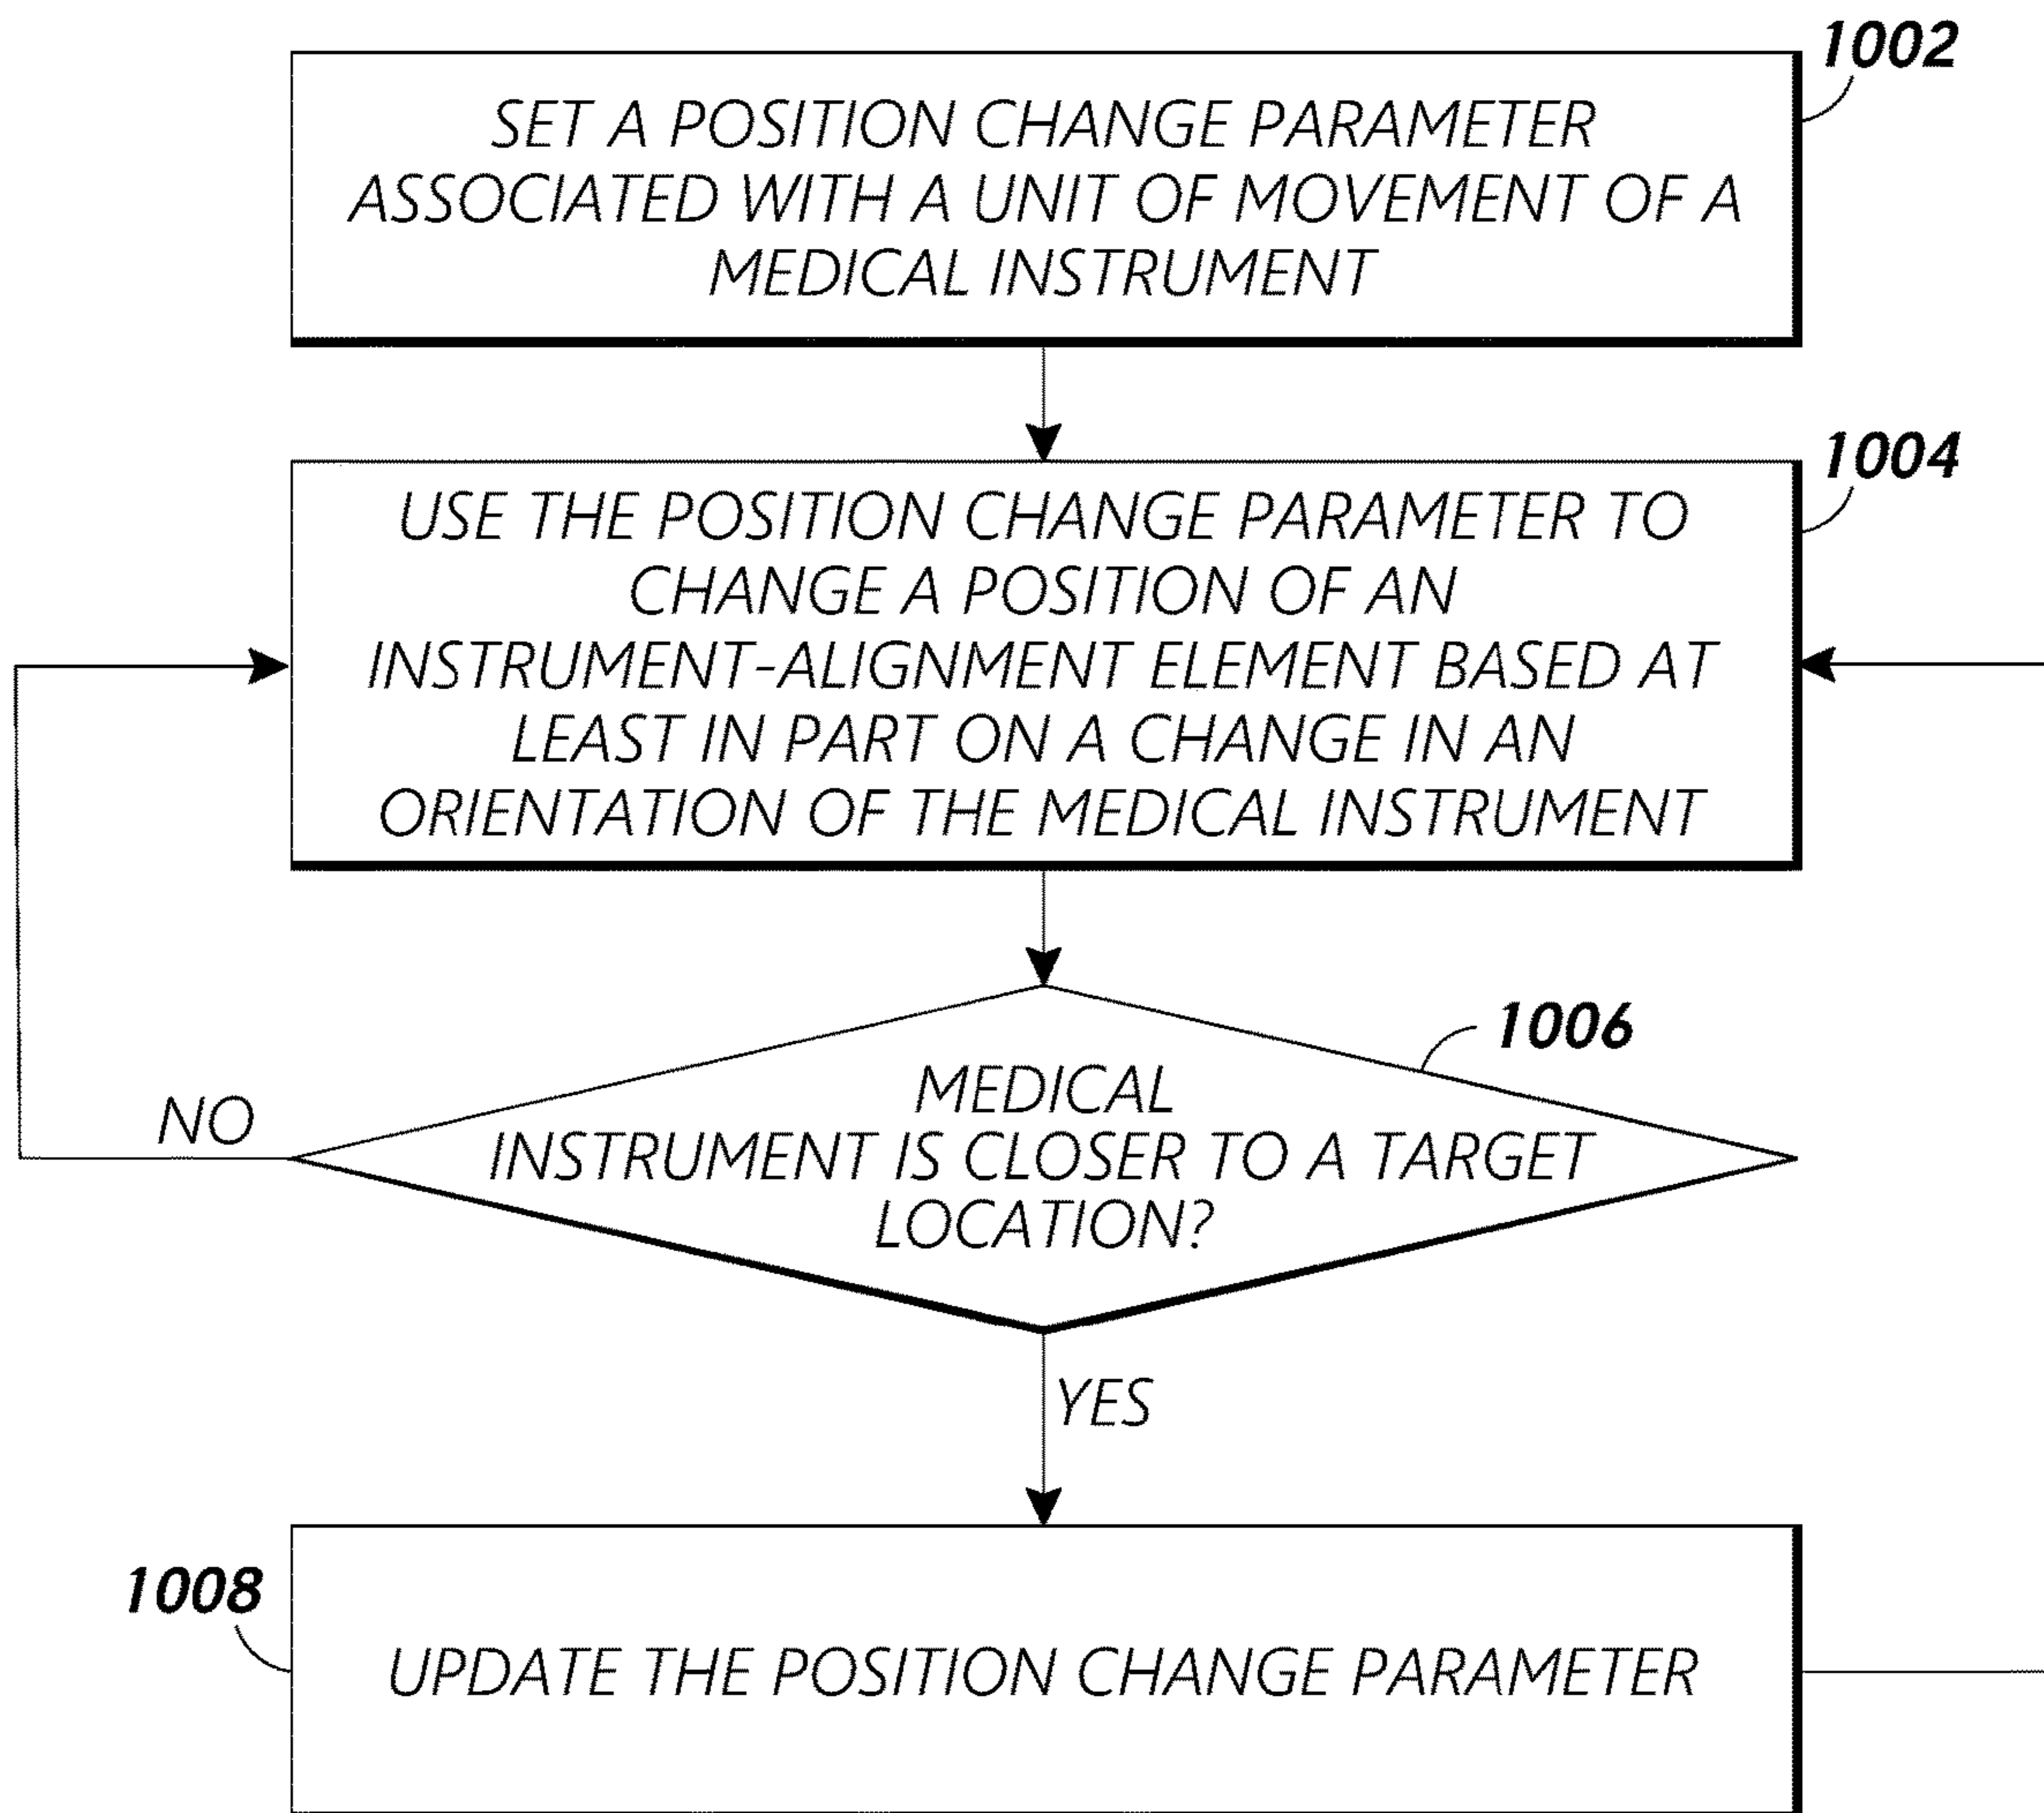 1002
SET A POSITION CHANGE PARAMETER
ASSOCIATED WITH A UNIT OF MOVEMENT OF A
MEDICAL INSTRUMENT
1004
USE THE POSITION CHANGE PARAMETER TO
CHANGE A POSITION OF AN
INSTRUMENT-ALIGNMENT ELEMENT BASED AT
LEAST IN PART ON A CHANGE IN AN
ORIENTATION OF THE MEDICAL INSTRUMENT
1006
MEDICAL
INSTRUMENT IS CLOSER TO A TARGET
LOCATION?
NO
YES
1008
UPDATE THE POSITION CHANGE PARAMETER